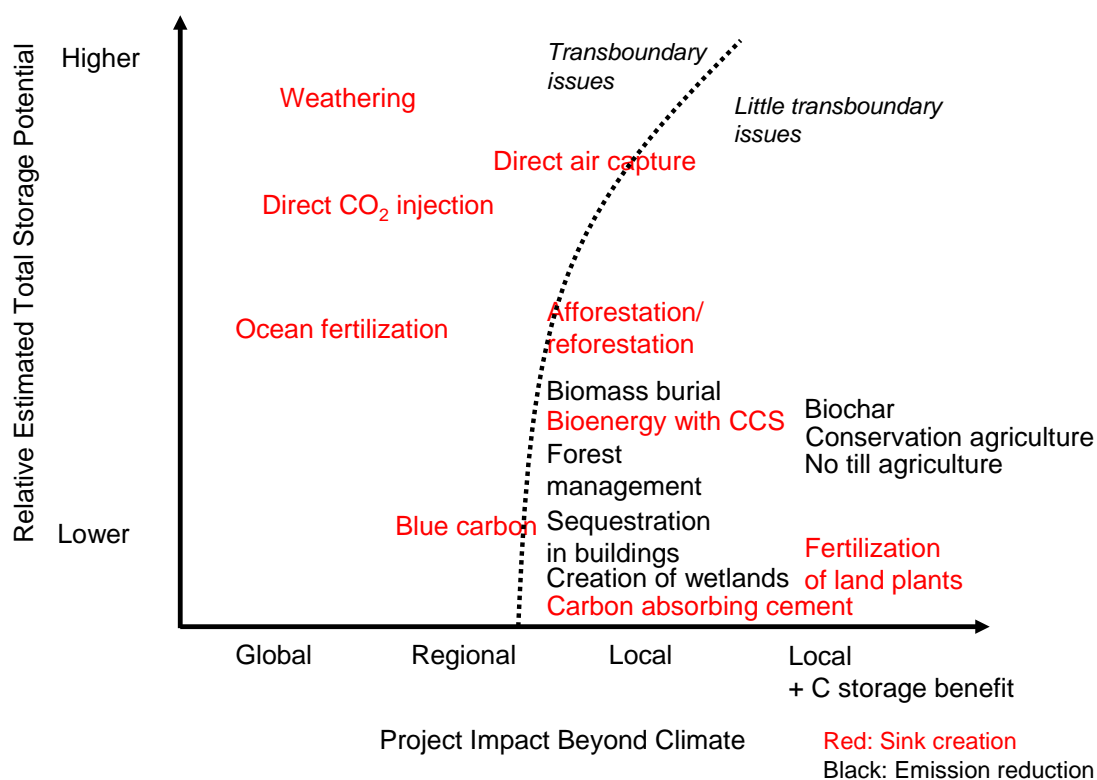 Relative Estimated Total Storage Potential
Higher
Lower
Transboundary
issues
Little transboundary
issues
Weathering
Direct air capture
Direct CO₂ injection
Ocean fertilization
Afforestation/
reforestation
Biomass burial
Bioenergy with CCS
Forest
management
Biochar
Conservation agriculture
No till agriculture
Blue carbon
Sequestration
in buildings
Creation of wetlands
Carbon absorbing cement
Fertilization
of land plants
Global
Regional
Local
Local
+ C storage benefit
Project Impact Beyond Climate
Red: Sink creation
Black: Emission reduction